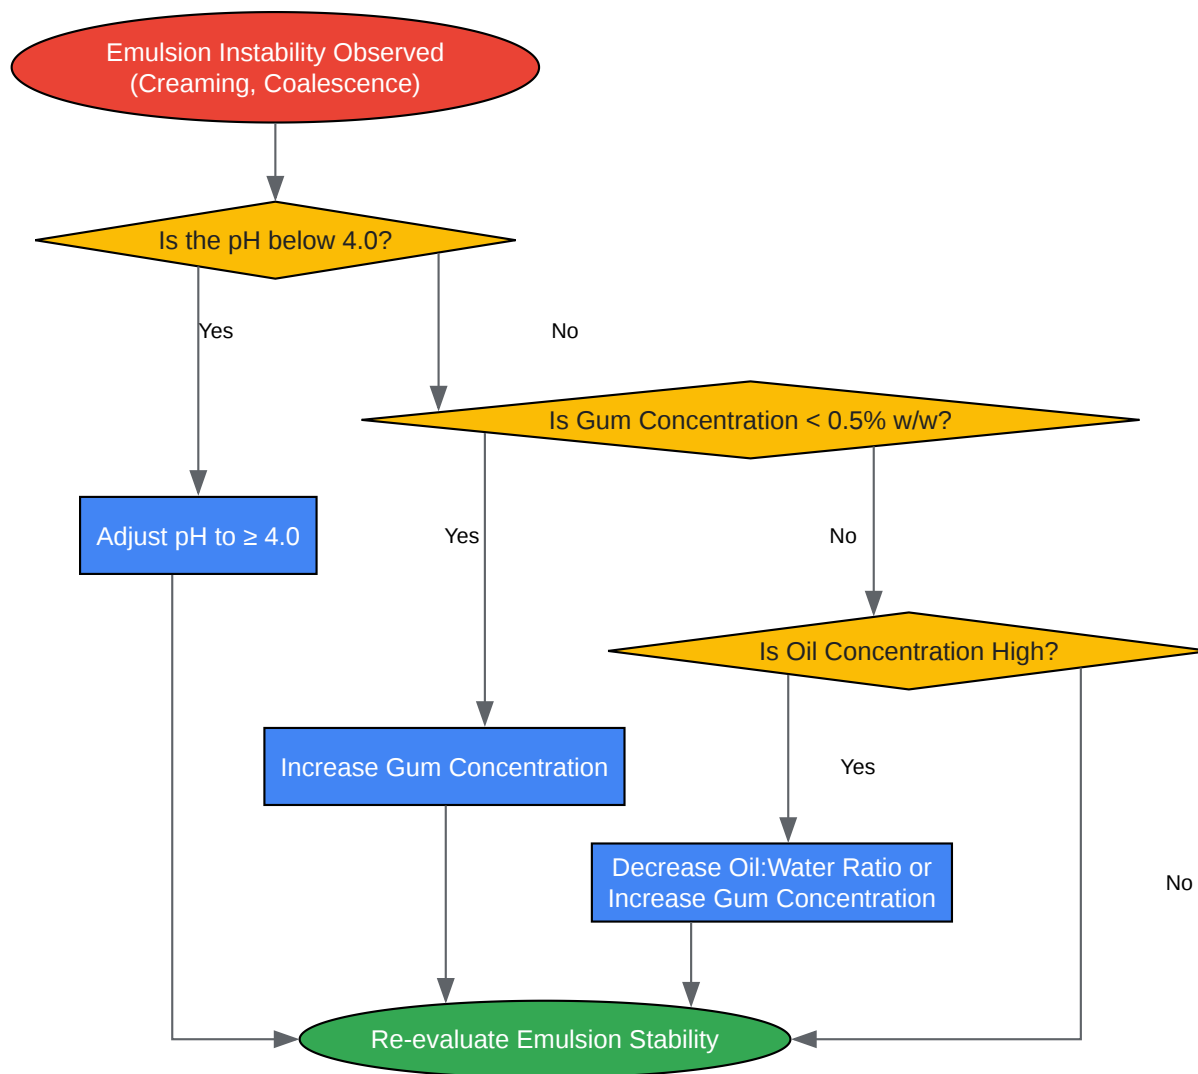 Emulsion Instability Observed
(Creaming, Coalescence)
Is the pH below 4.0?
Yes
No
Is Gum Concentration < 0.5% w/w?
Adjust pH to ≥ 4.0
Yes
No
Is Oil Concentration High?
Increase Gum Concentration
Yes
Decrease Oil:Water Ratio or
Increase Gum Concentration
No
Re-evaluate Emulsion Stability